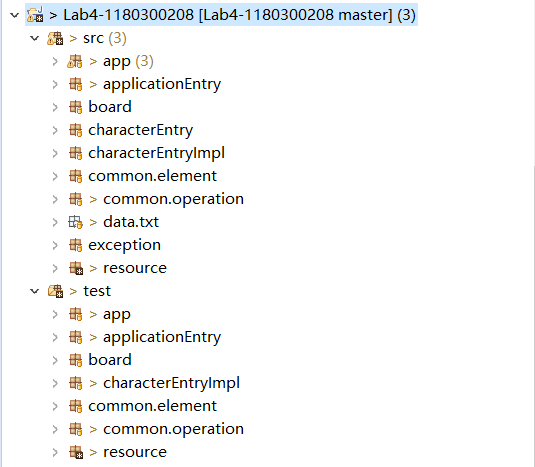 > Lab4-1180300208 [Lab4-1180300208 master] (3)
> src (3)
> app (3)
> applicationEntry
board
characterEntry
characterEntryImpl
common.element
> common.operation
> data.txt
exception
> resource
> test
> app
> applicationEntry
board
> characterEntryImpl
common.element
> common.operation
> resource